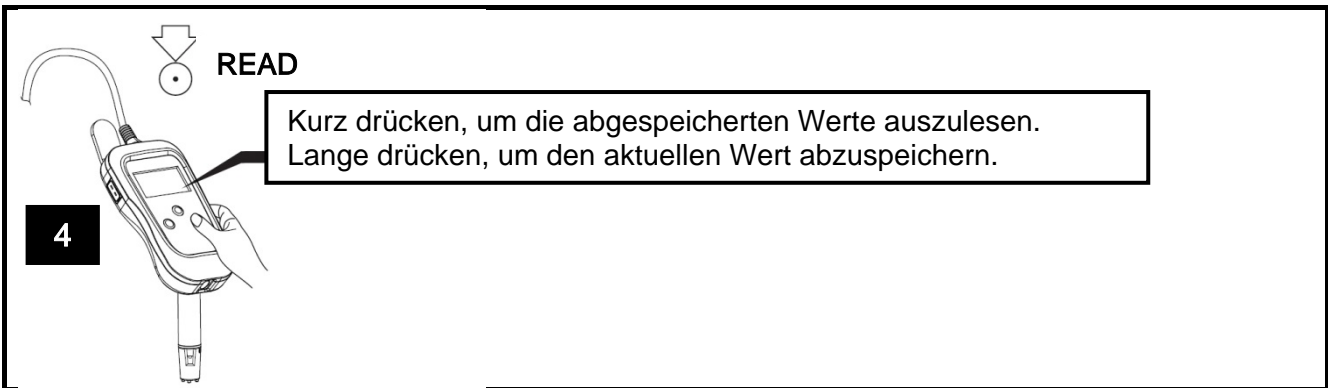 READ
Kurz drücken, um die abgespeicherten Werte auszulesen.
Lange drücken, um den aktuellen Wert abzuspeichern.
4